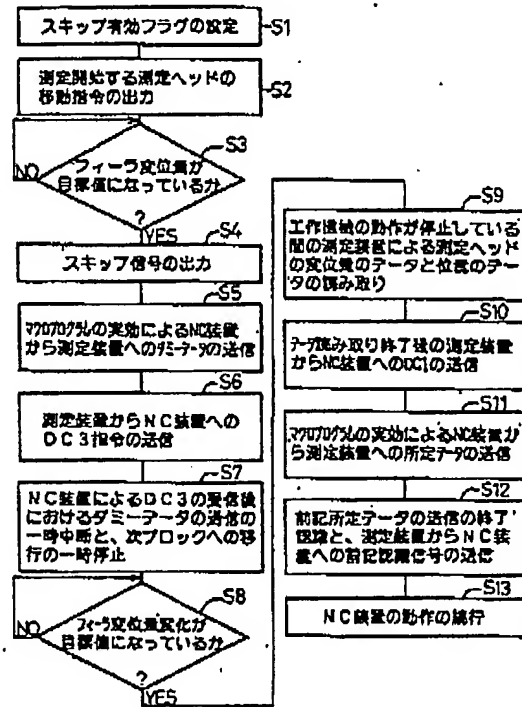 スキップ有効フラグの設定
S1
測定開始する測定ヘッドの
移動指令の出力
S2
S3
フィーラ変位量が
目標値になっているか
?
NO
YES
S4
スキップ信号の出力
S5
マクロプログラムの実効によるNC装置
から測定装置へのダミーデータの送信
S6
測定装置からNC装置への
DC3指令の送信
S7
NC装置によるDC3の受信後
におけるダミーデータの送信の
一時中断と、次ブロックへの移
行の一時停止
S8
フィーラ変位量変化が
目標値になっているか
?
NO
YES
S9
工作機械の動作が停止している
間の測定装置による測定ヘッド
の変位量のデータと位置のデー
タの読み取り
S10
データ読み取り終了後の測定装置
からNC装置へのDC1の送信
S11
マクロプログラムの実効によるNC装置か
ら測定装置への所定データの送信
S12
前記所定データの送信の終了
認識と、測定装置からNC装
置への前記認識信号の送信
S13
NC装置の動作の続行